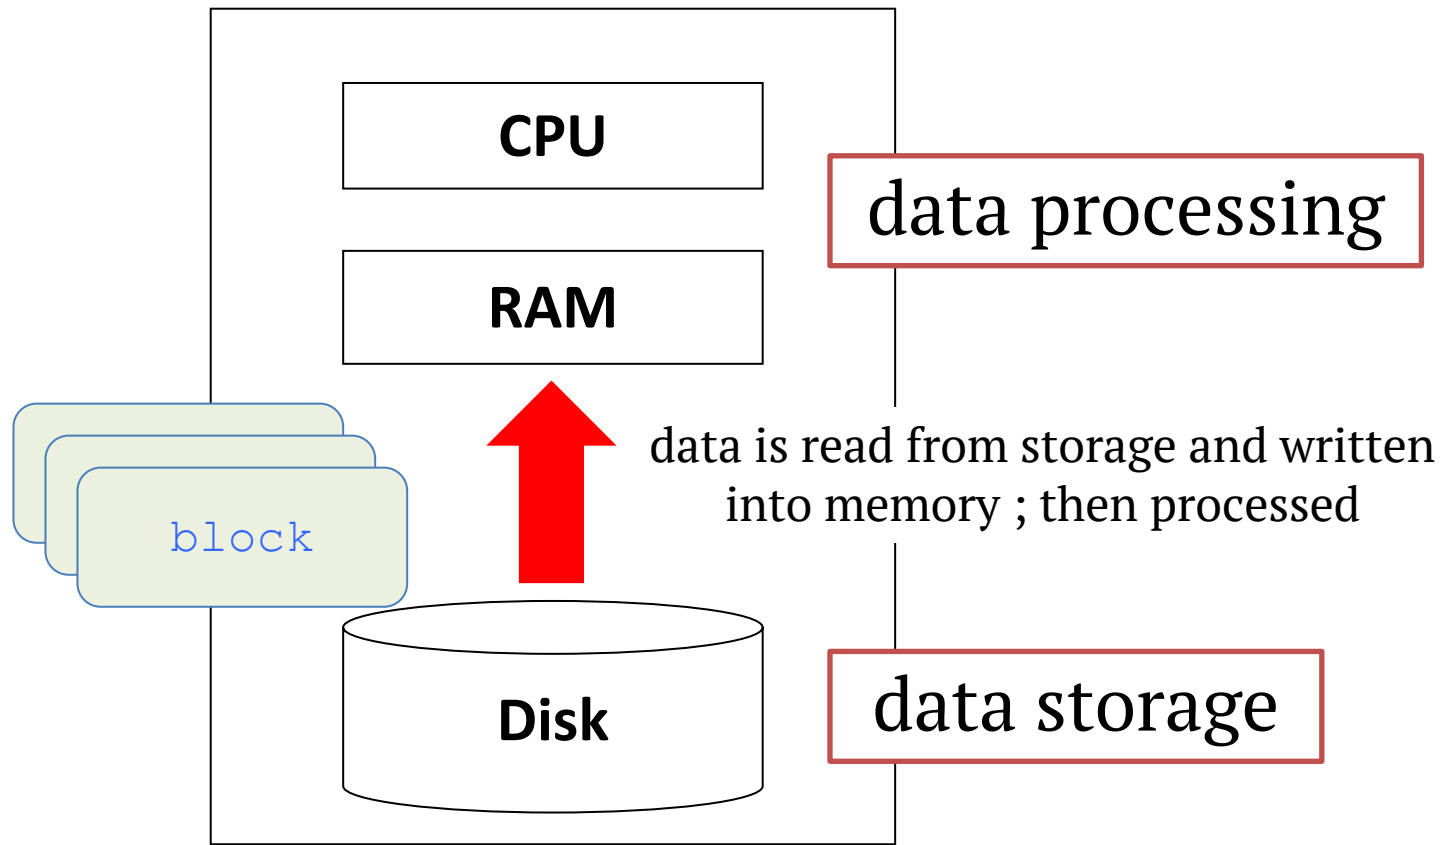 CPU
data processing
RAM
data is read from storage and written
into memory ; then processed
block
Disk
data storage